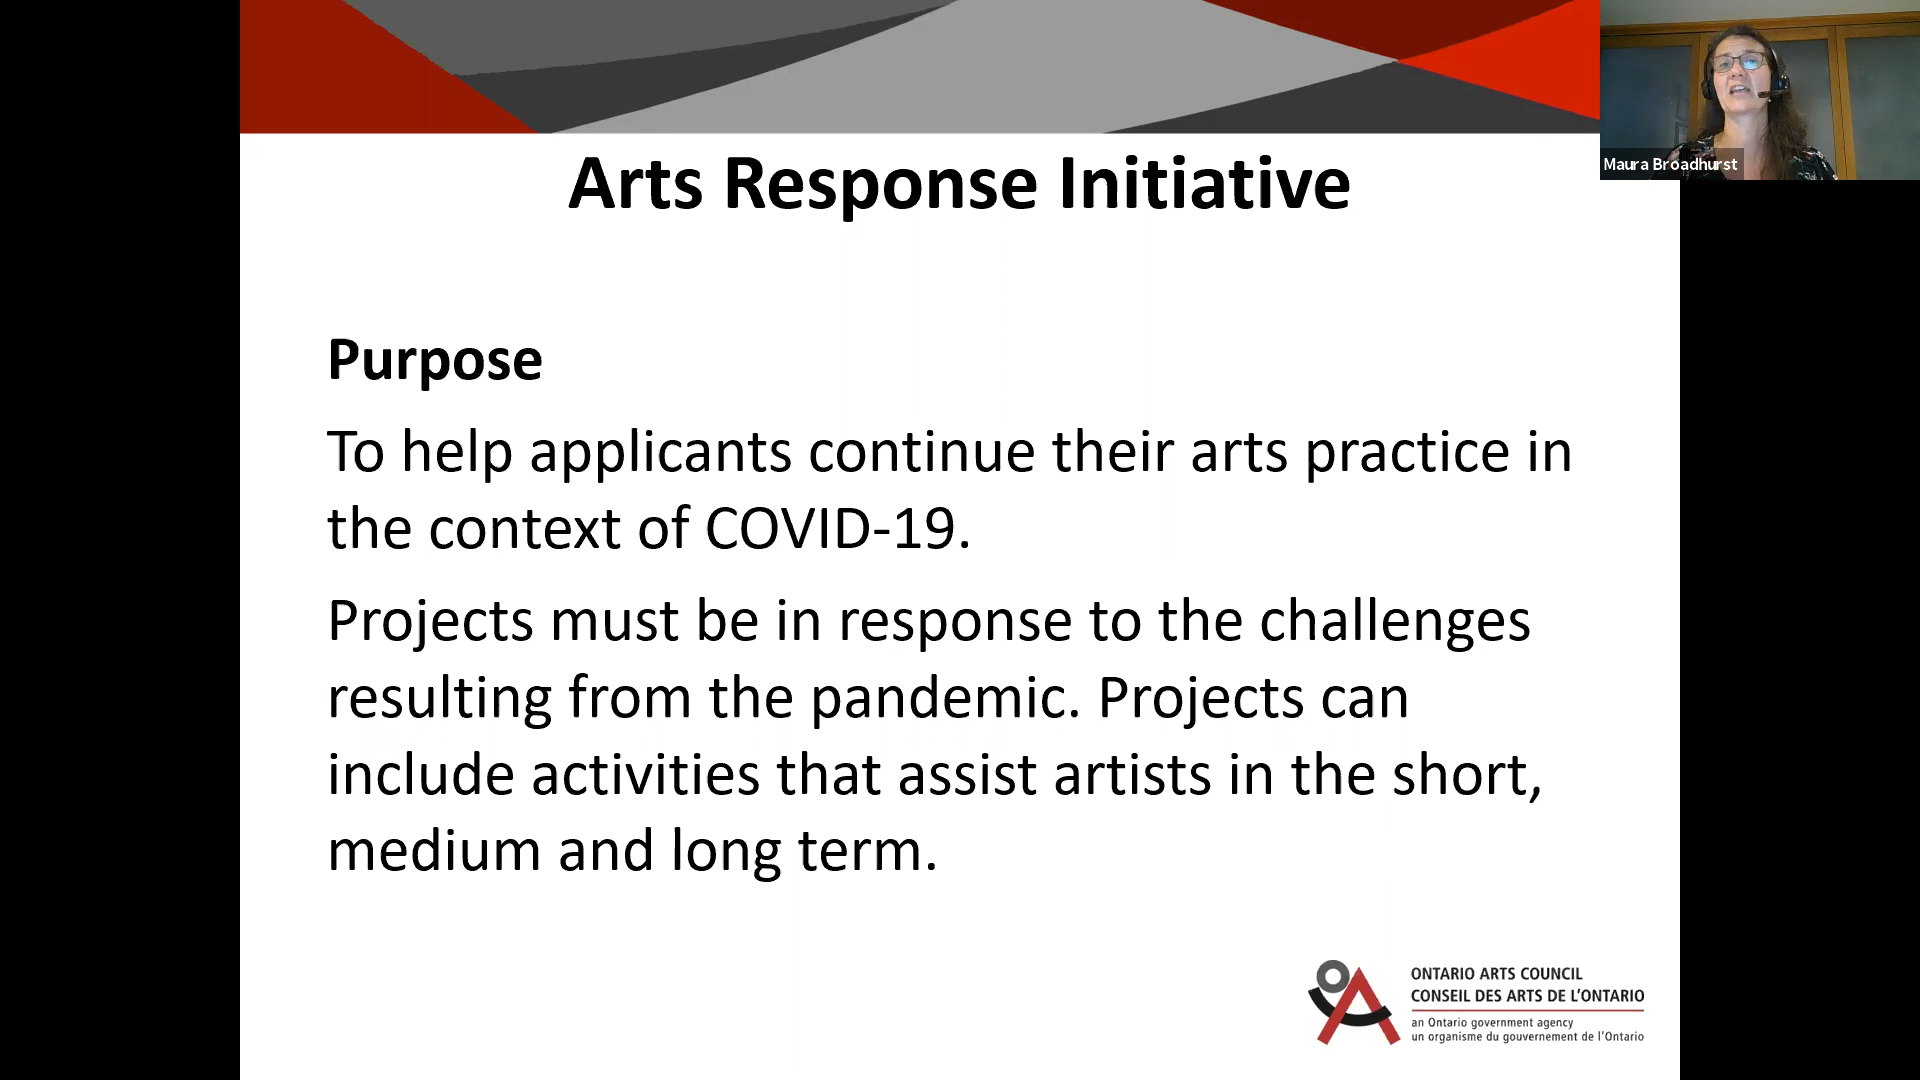 Arts Response Initiative
Maura Broadhurst
Purpose
To help applicants continue their arts practice in
the context of COVID-19.
Projects must be in response to the challenges
resulting from the pandemic. Projects can
include activities that assist artists in the short,
medium and long term.
ONTARIO ARTS COUNCIL
CONSEIL DES ARTS DE L'ONTARIO
an Ontario government agency
un organisme du gouvernement de l'Ontario